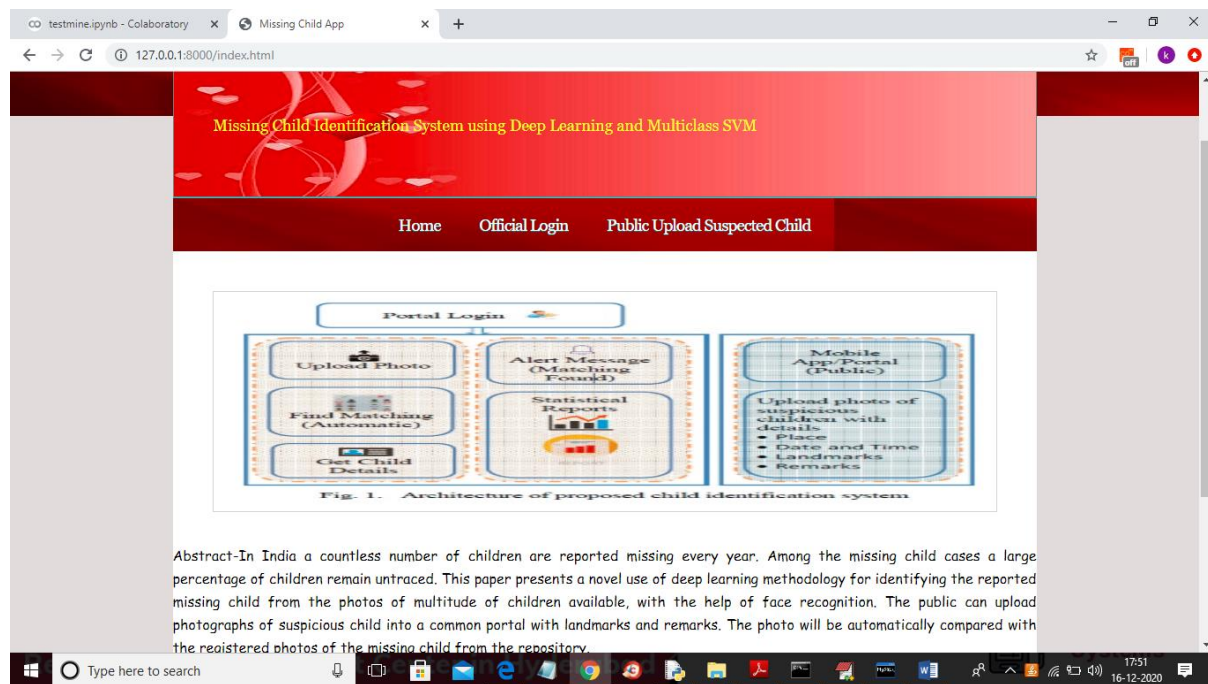 testmine.ipynb - Colaboratory
Missing Child App
127.0.0.1:8000/index.html
off
k
Missing Child Identification System using Deep Learning and Multiclass SVM
Home Official Login Public Upload Suspected Child
Portal Login
Upload Photo
Find Matching
(Automatic)
Get Child
Details
Alert Message
(Matching
Found)
Statistical
Reports
Mobile
App/Portal
(Public)
Upload photo of
suspicious
children with
details
• Place
• Date and Time
• Landmarks
• Remarks
Fig. 1. Architecture of proposed child identification system
Abstract-In India a countless number of children are reported missing every year. Among the missing child cases a large
percentage of children remain untraced. This paper presents a novel use of deep learning methodology for identifying the reported
missing child from the photos of multitude of children available, with the help of face recognition. The public can upload
photographs of suspicious child into a common portal with landmarks and remarks. The photo will be automatically compared with
the registered photos of the missing child from the repository.
Systems
Type here to search
17:51
16-12-2020